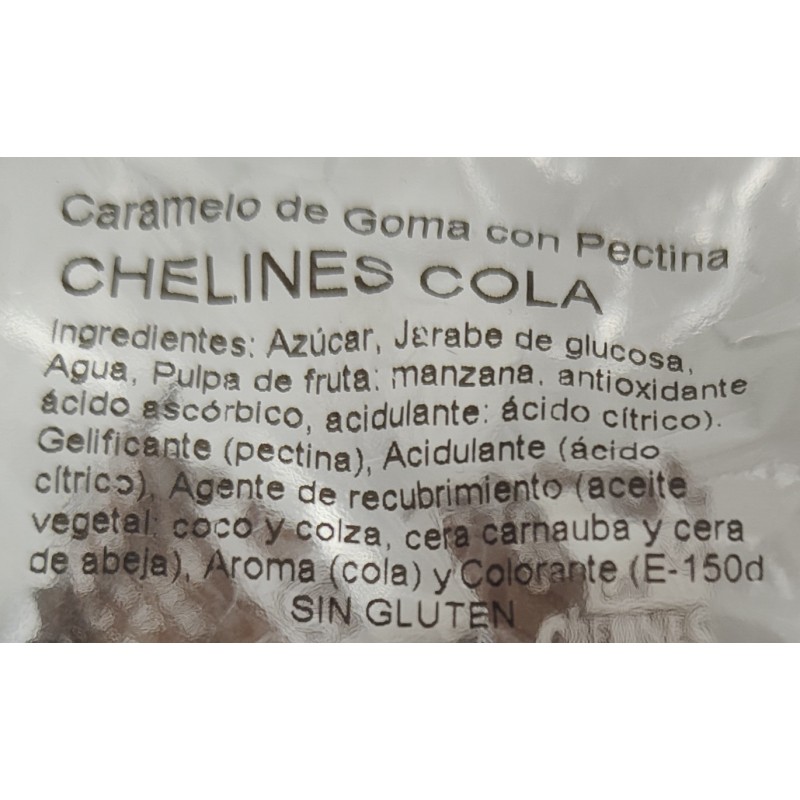 Caramelo de Goma con Pectina
CHELINES COLA
Ingredientes: Azúcar, Jarabe de glucosa,
Agua, Pulpa de fruta: manzana, antioxidante
ácido ascórbico, acidulante: ácido cítrico).
Gelificante (pectina), Acidulante (ácido
cítrico), Agente de recubrimiento (aceite
vegetal: coco y colza, cera carnauba y cera
de abeja), Aroma (cola) y Colorante (E-150d
SIN GLUTEN
CHELINES